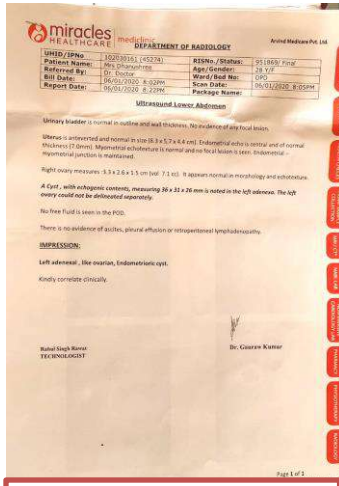 miracles
HEALTHCARE
mediclinic
Arvind Medicare Pvt. Ltd.
DEPARTMENT OF RADIOLOGY
UHID/IPNo 102030161 (45274) RISNo./Status: 951869/ Final
Patient Name: Mrs Dhanushree Age/Gender: 28 Y/F
Referred By: Dr. Doctor Ward/Bed No: OPD
Bill Date: 06/01/2020 8:02PM Scan Date: 06/01/2020 8:05PM
Report Date: 06/01/2020 8:22PM Package Name:
Ultrasound Lower Abdomen
Urinary bladder is normal in outline and wall thickness. No evidence of any focal lesion.
Uterus is anteverted and normal in size (6.3 x 5.7 x 4.4 cm). Endometrial echo is central and of normal
thickness (7.0mm). Myometrial echotexture is normal and no focal lesion is seen. Endometrial –
myometrial junction is maintained.
Right ovary measures : 6.3 x 2.6 x 1.5 cm (vol 7.1 cc). It appears normal in morphology and echotexture.
A Cyst , with echogenic contents, measuring 36 x 31 x 26 mm is noted in the left adenexa. The left
ovary could not be delineated separately.
No free fluid is seen in the POD.
There is no evidence of ascites, pleural effusion or retroperitoneal lymphadenopathy.
IMPRESSION:
Left adenexal , like ovarian, Endometrioric cyst.
Kindly correlate clinically.
Rahul Singh Rawat
TECHNOLOGIST
Dr. Gaurav Kumar
PHARMACY
PHYSIOTHERAPY
RADIOLOGY
Page 1 of 1